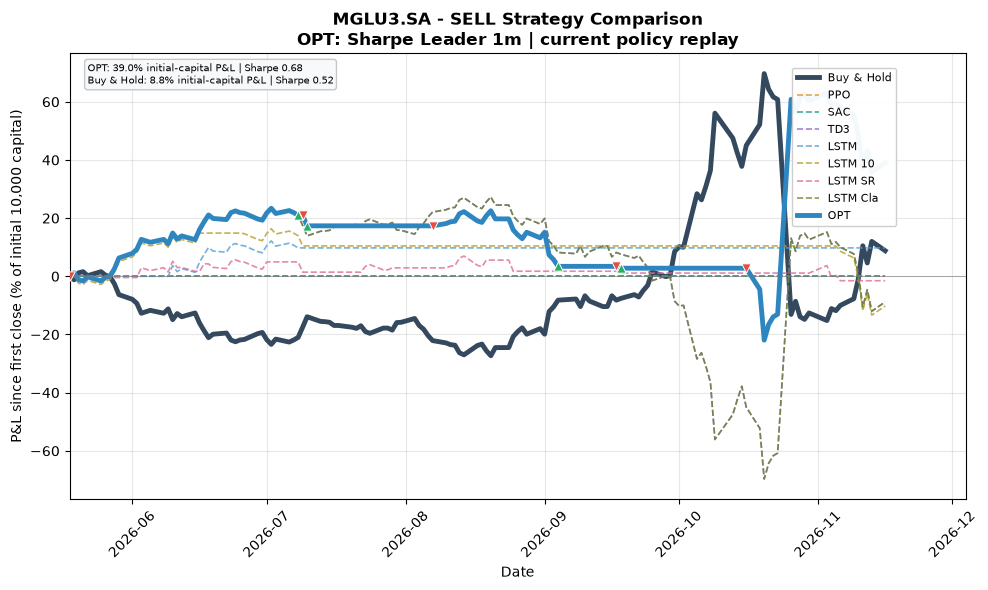 MGLU3.SA - SELL Strategy Comparison
OPT: Sharpe Leader 1m | current policy replay
OPT: 39.0% initial-capital P&L | Sharpe 0.68
Buy & Hold: 8.8% initial-capital P&L | Sharpe 0.52
Buy & Hold
PPO
SAC
TD3
LSTM
LSTM 10
LSTM SR
LSTM Cla
OPT
P&L since first close (% of initial 10,000 capital)
60
40
20
0
−20
−40
−60
2026-06
2026-07
2026-08
2026-09
2026-10
2026-11
2026-12
Date